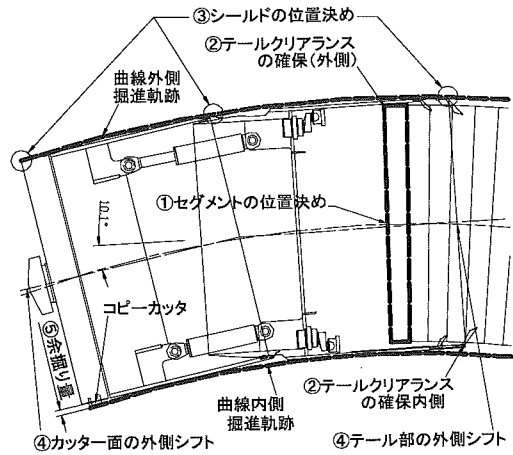 ③シールドの位置決め
②テールクリアランス
の確保(外側)
曲線外側
掘進軌跡
①セグメントの位置決め
10.1°
コピーカッタ
⑤余掘り量
曲線内側
掘進軌跡
②テールクリアランス
の確保内側
④カッター面の外側シフト
④テール部の外側シフト